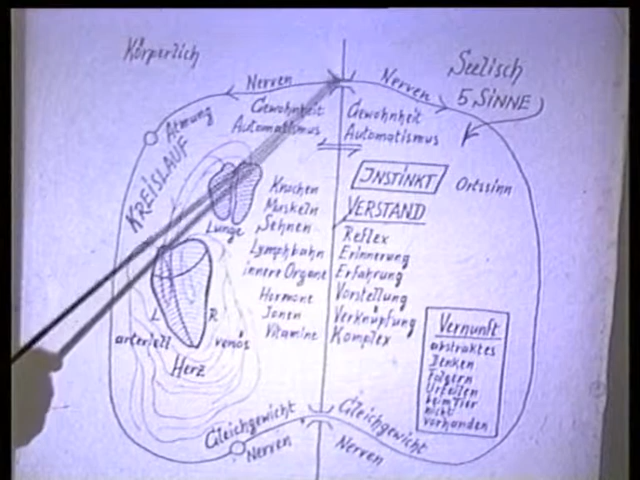 Körperlich
Seelisch
5 SINNE
Nerven
Nerven
Atmung
KREISLAUF
Gewohnheit
Automatismus
Gewohnheit
Automatismus
Lunge
Knochen
Muskeln
Sehnen
Lymphbahn
innere Organe
Hormone
Jonen
Vitamine
INSTINKT
Ortssinn
VERSTAND
Reflex
Erinnerung
Erfahrung
Vorstellung
Verknüpfung
Komplex
L
R
arteriell
venös
Herz
Vernunft
abstraktes
Denken
Folgern
Urteilen
beim Tier
nicht
vorhanden
Gleichgewicht
Nerven
Gleichgewicht
Nerven